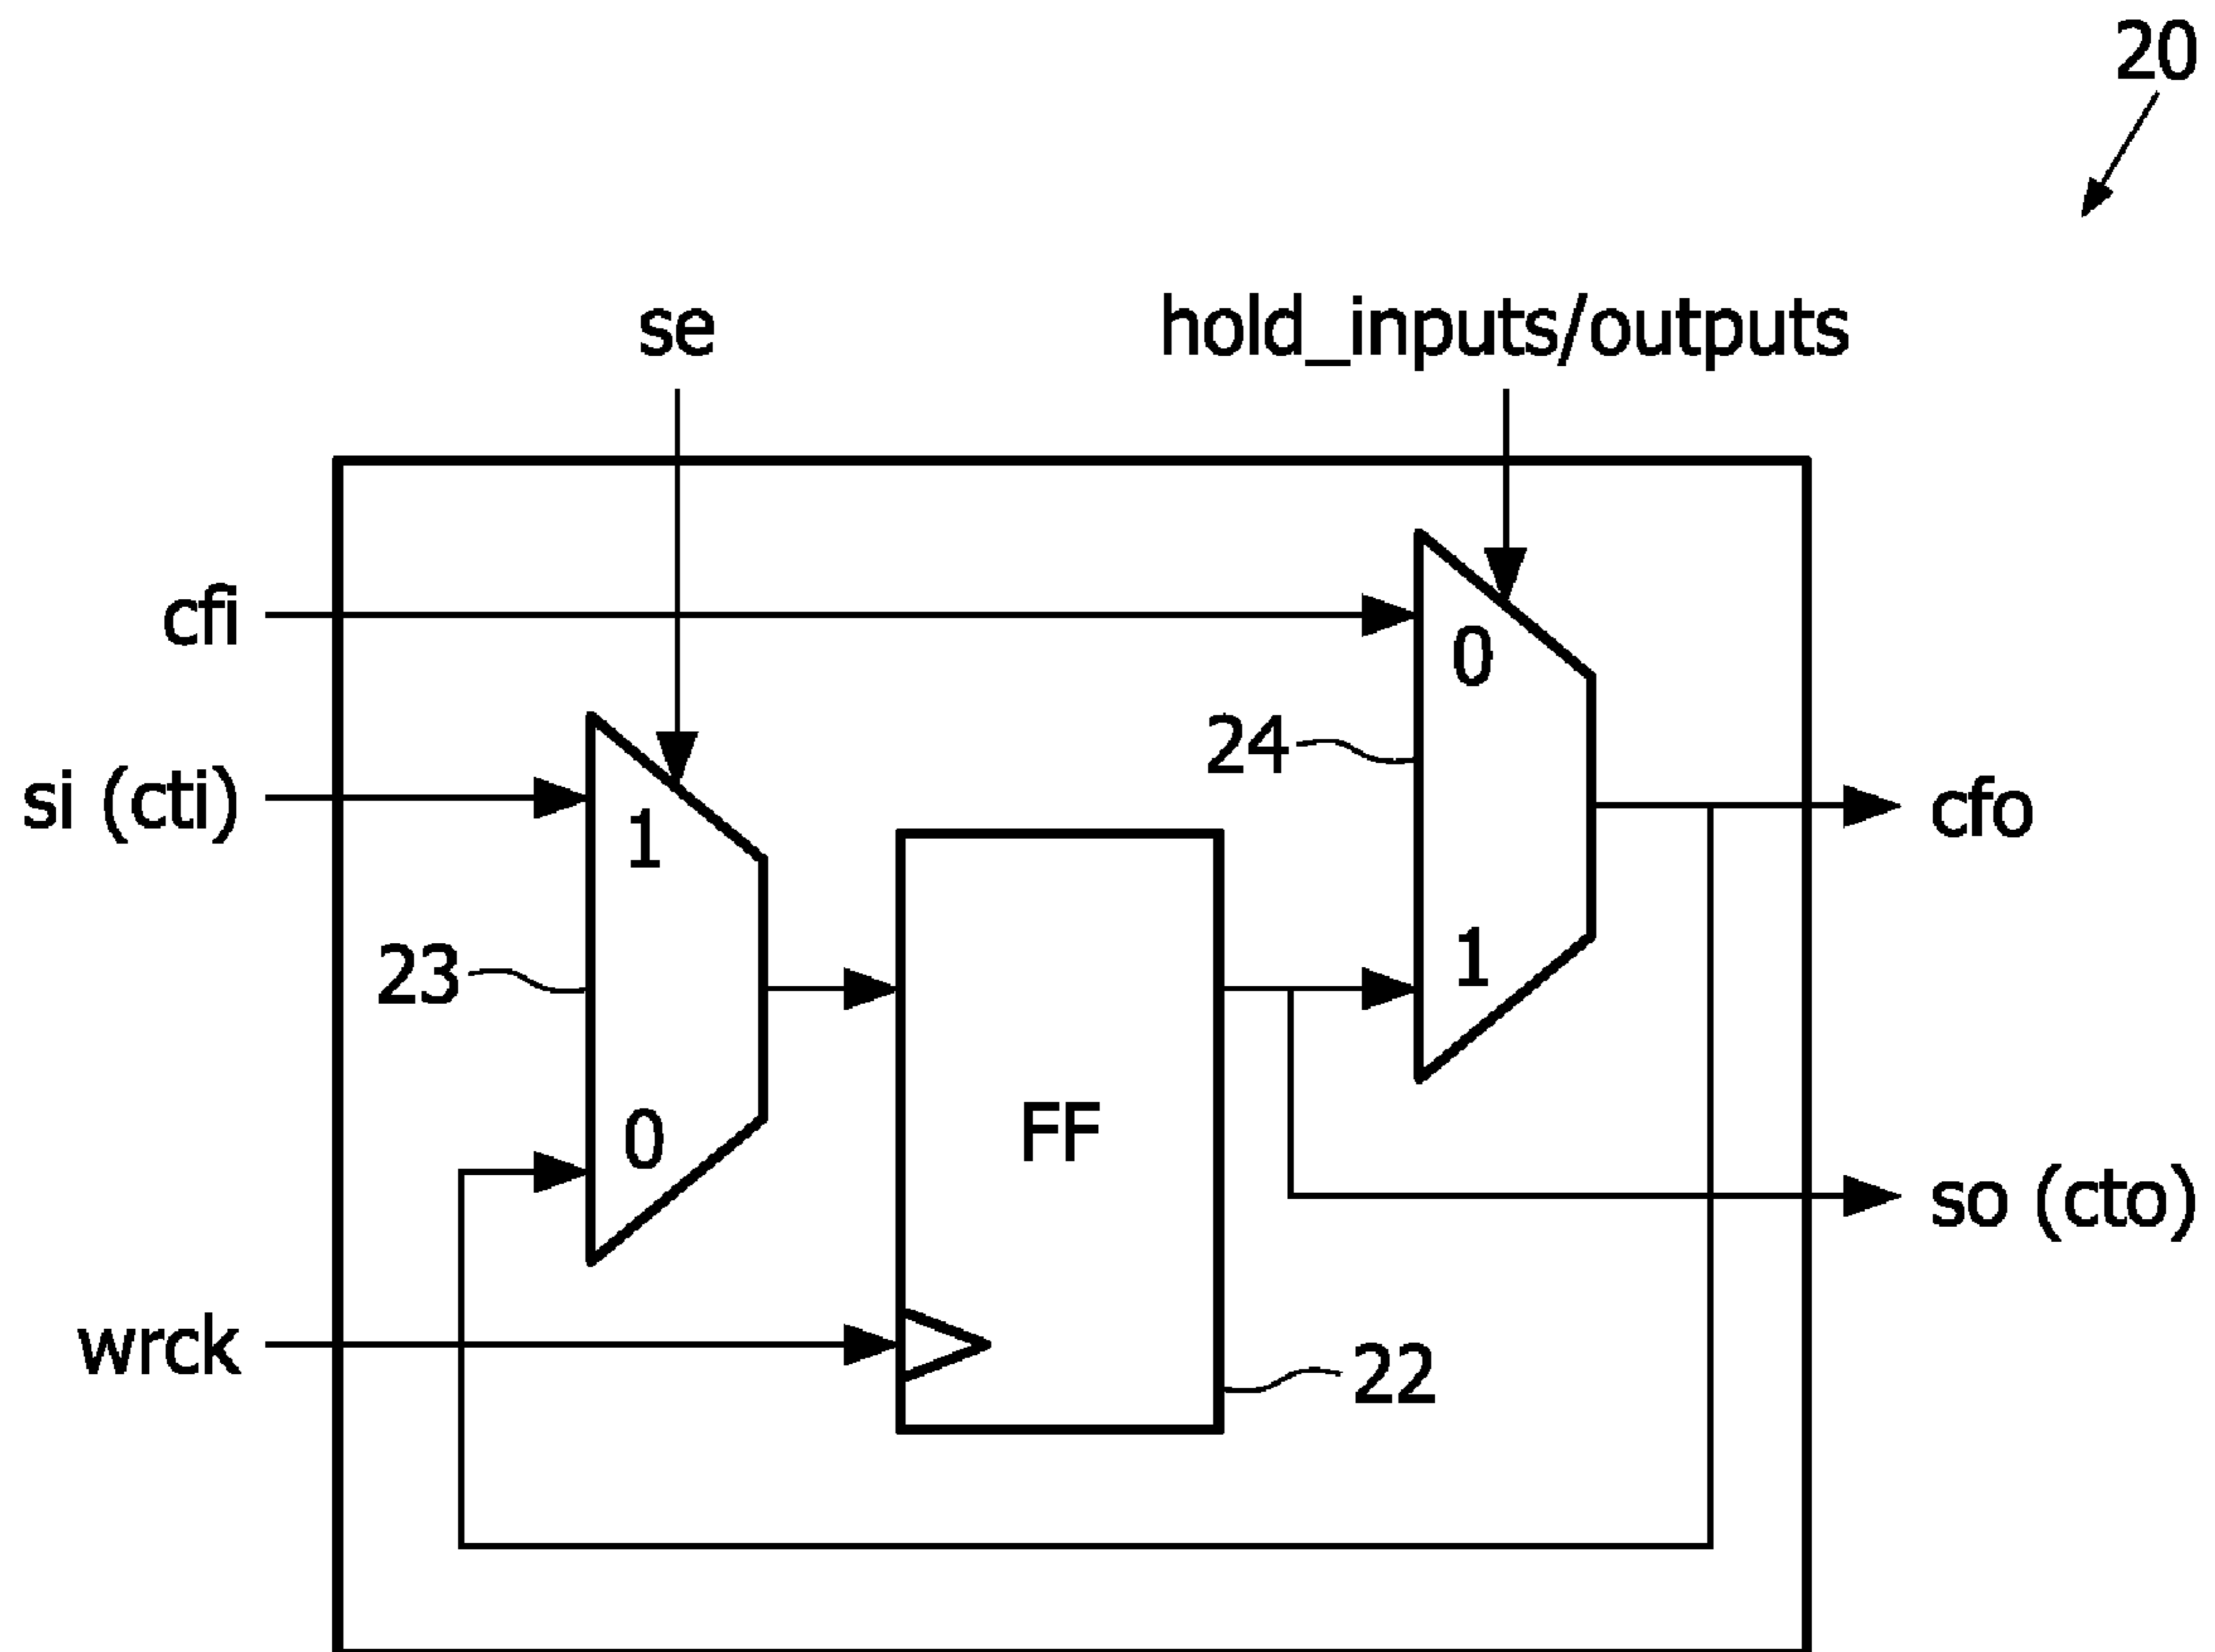 20
se
hold_inputs/outputs
cfi
0
24
si (cti)
1
cfo
23
1
FF
0
so (cto)
wrck
22